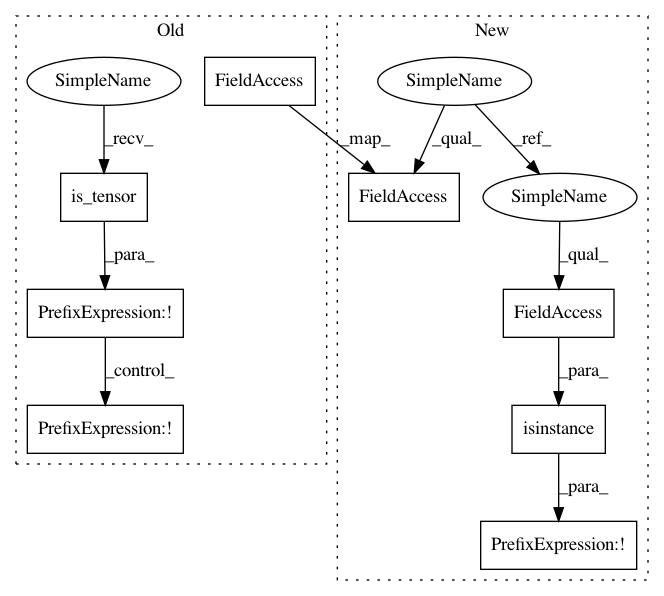 Old
New
SimpleName
FieldAccess
SimpleName
_recv_
_map_
_qual_
_ref_
is_tensor
FieldAccess
SimpleName
_para_
_qual_
PrefixExpression:!
FieldAccess
_control_
_para_
PrefixExpression:!
isinstance
_para_
PrefixExpression:!